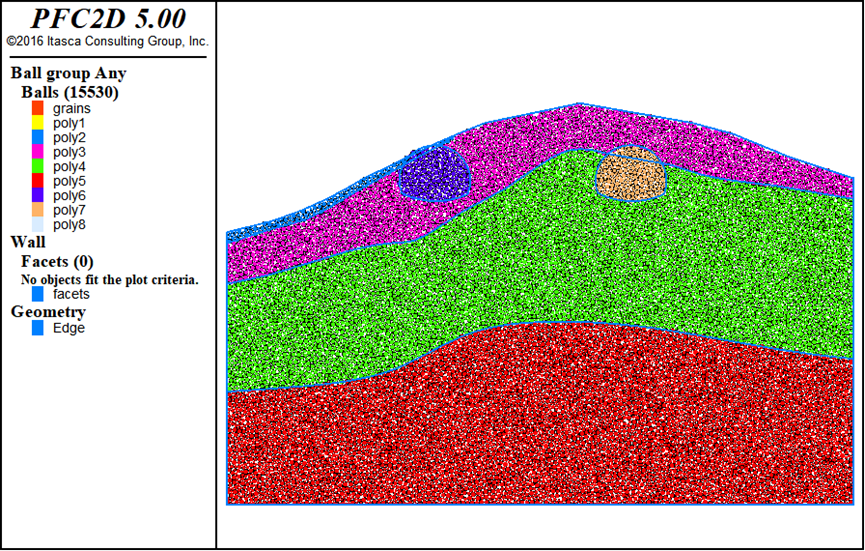 PFC2D 5.00
©2016 Itasca Consulting Group, Inc.
Ball group Any
Balls (15530)
grains
poly1
poly2
poly3
poly4
poly5
poly6
poly7
poly8
Wall
Facets (0)
No objects fit the plot criteria.
facets
Geometry
Edge